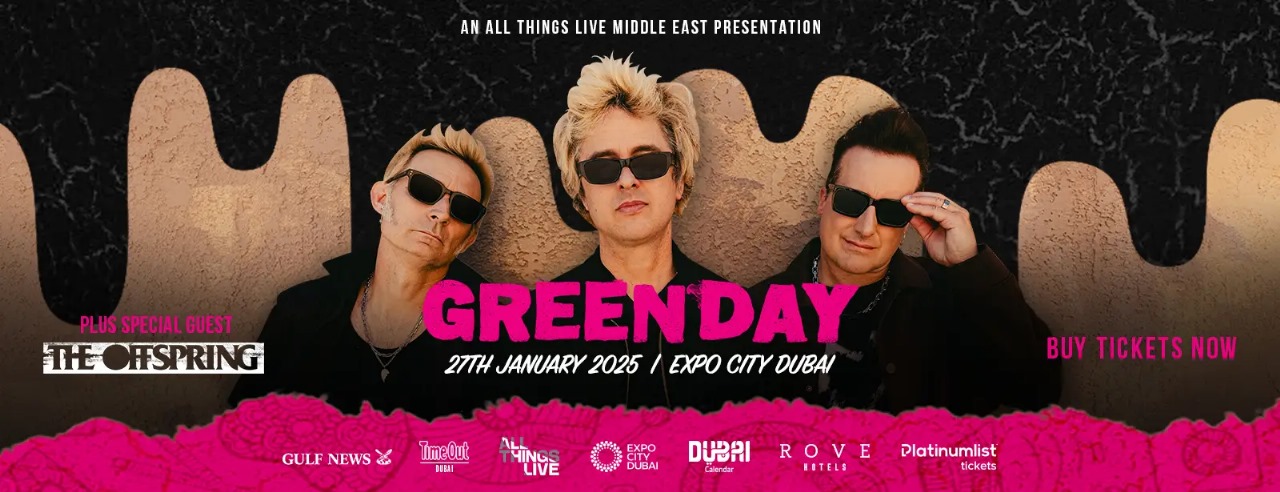 AN ALL THINGS LIVE MIDDLE EAST PRESENTATION
PLUS SPECIAL GUEST
THE OFFSPRING
GREEN DAY
27TH JANUARY 2025 / EXPO CITY DUBAI
BUY TICKETS NOW
GULF NEWS
TimeOut
DUBAI
ALL
THINGS
LIVE
EXPO
CITY
DUBAI
DUBAI
Calendar
ROVE
HOTELS
Platinumlist
tickets